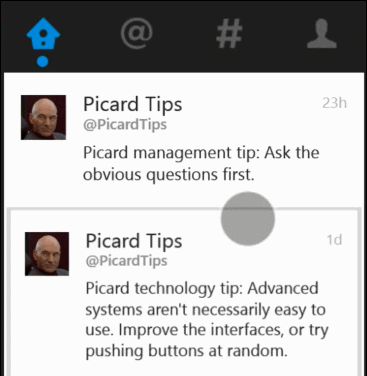 @ #
Picard Tips 23h
@PicardTips
Picard management tip: Ask the
obvious questions first.
Picard Tips 1d
@PicardTips
Picard technology tip: Advanced
systems aren't necessarily easy to
use. Improve the interfaces, or try
pushing buttons at random.